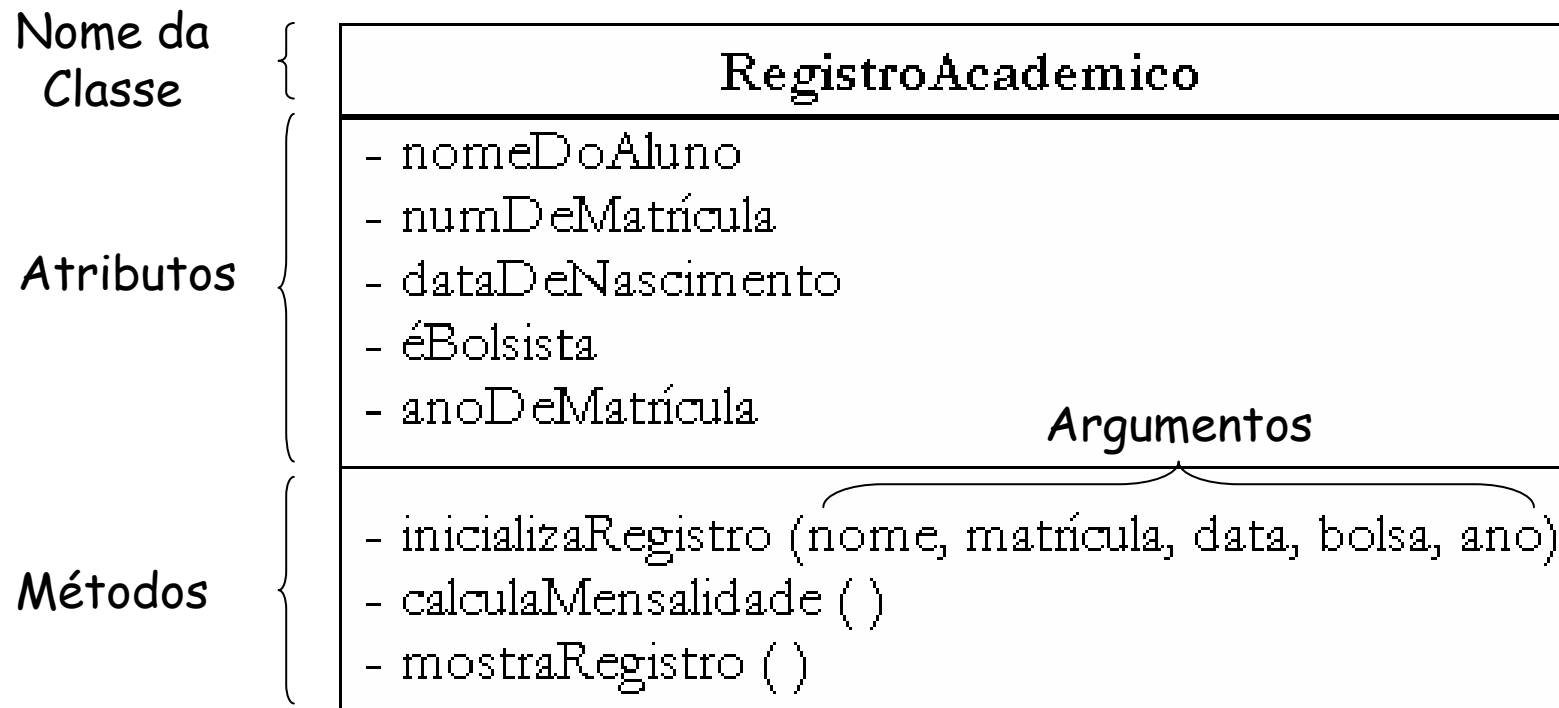 Nome da
Classe
RegistroAcademico
Atributos
- nomeDoAluno
- numDeMatrícula
- dataDeNascimento
- éBolsista
- anoDeMatrícula
Argumentos
Métodos
- inicializaRegistro (nome, matrícula, data, bolsa, ano)
- calculaMensalidade ( )
- mostraRegistro ( )